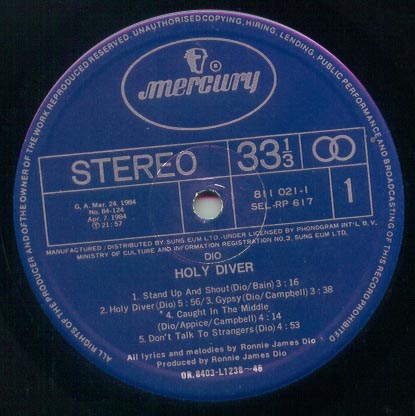 ALL RIGHTS OF THE PRODUCER AND OF THE OWNER OF THE WORK REPRODUCED RESERVED. UNAUTHORISED COPYING, HIRING, LENDING, PUBLIC PERFORMANCE AND BROADCASTING OF THIS RECORD PROHIBITED
®
mercury
STEREO
33 1/3
G. A. Mar. 24, 1984
No. 84-124
Apr. 7, 1984
Ⓟ 21:57
811 021-1
SEL-RP 617
1
MANUFACTURED / DISTRIBUTED BY SUNG EUM LTD. UNDER LICENSED BY PHONOGRAM INT'L B. V.
MINISTRY OF CULTURE AND INFORMATION REGISTRATION NO. 3, SUNG EUM LTD.
DIO
HOLY DIVER
1. Stand Up And Shout (Dio/Bain) 3 : 16
2. Holy Diver (Dio) 5 : 56/3. Gypsy (Dio/Campbell) 3 : 38
4. Caught In The Middle
(Dio/Appice/Campbell) 4 : 14
5. Don't Talk To Strangers (Dio) 4 : 53
All lyrics and melodies by Ronnie James Dio
Produced by Ronnie James Dio
OR. 8403-L1238~46